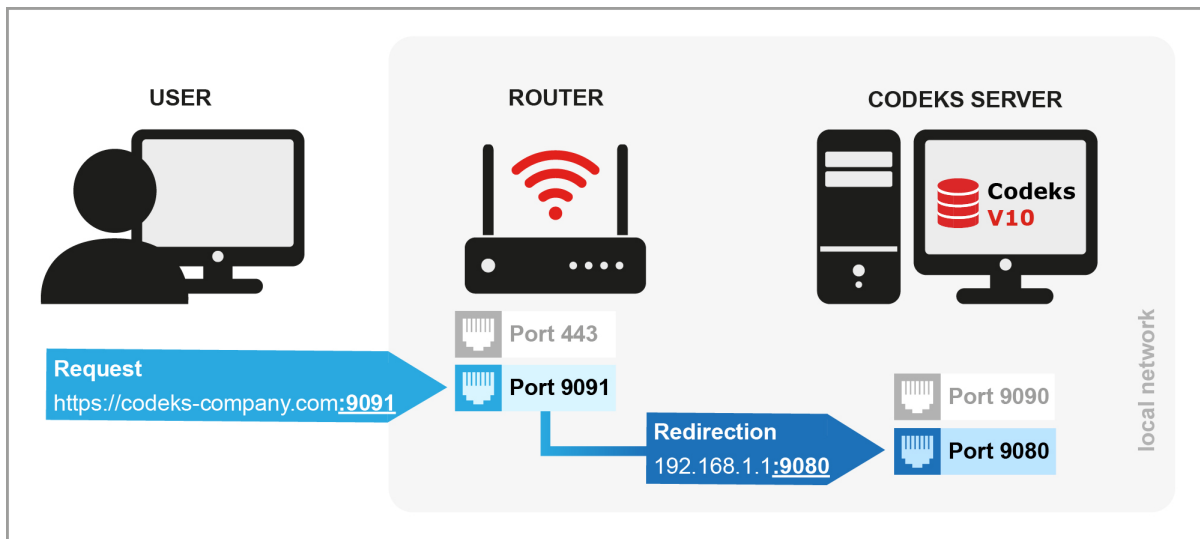 USER
ROUTER
CODEKS SERVER
Codeks
V10
Port 443
Request
https://codeks-company.com:9091
Port 9091
Redirection
192.168.1.1:9080
Port 9090
Port 9080
local network